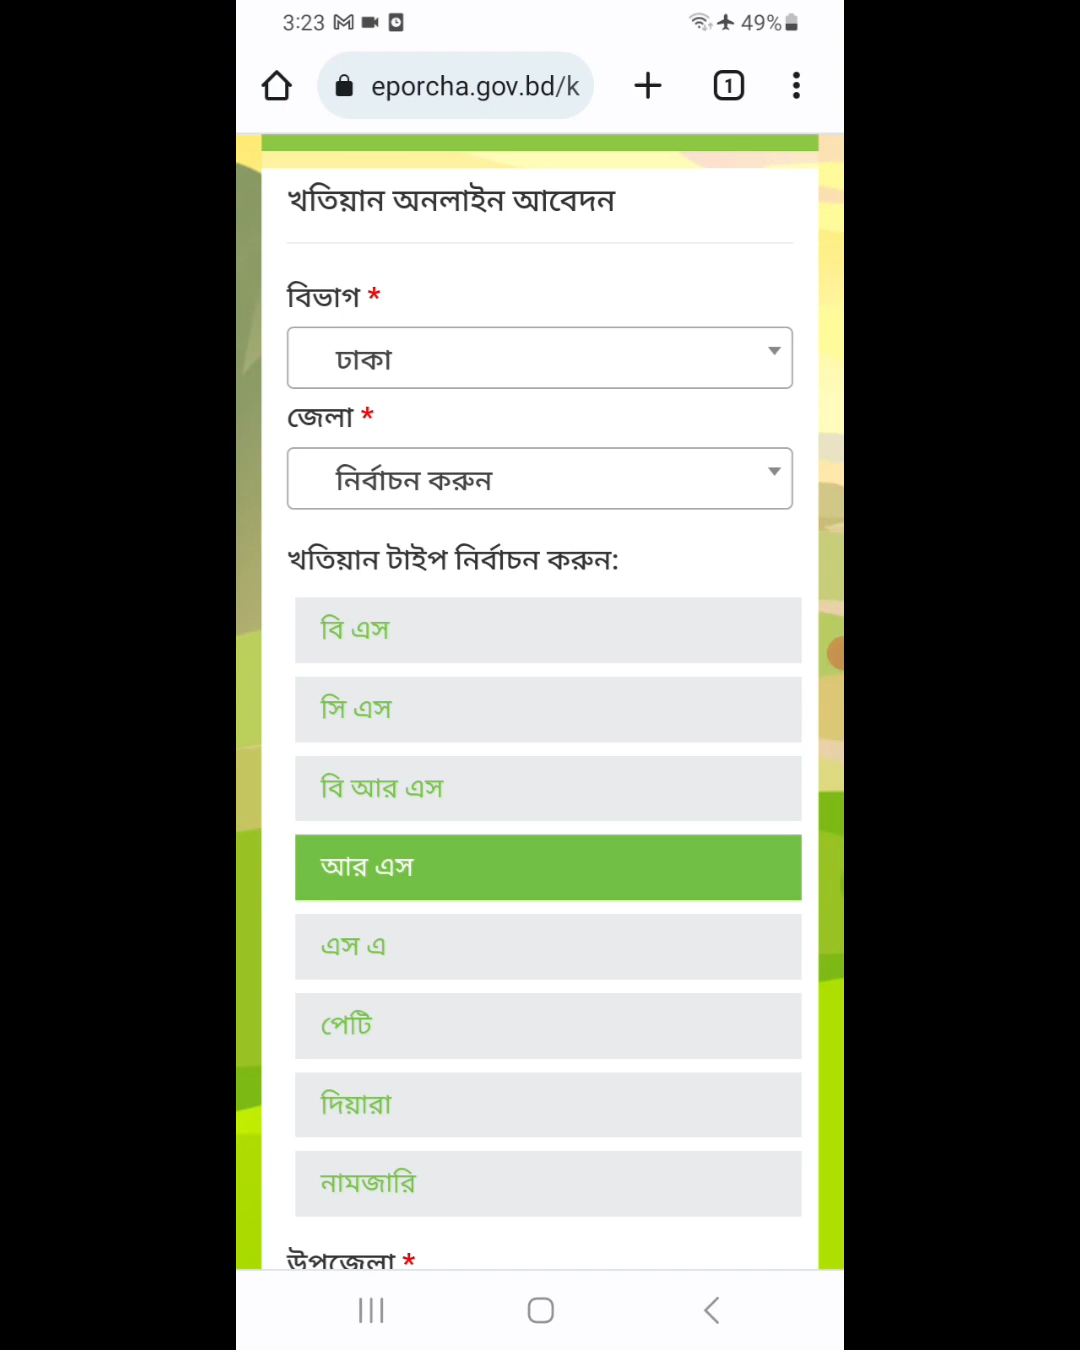 3:23
49%
eporcha.gov.bd/k
1
খতিয়ান অনলাইন আবেদন
বিভাগ *
ঢাকা
জেলা *
নির্বাচন করুন
খতিয়ান টাইপ নির্বাচন করুন:
বি এস
সি এস
বি আর এস
আর এস
এস এ
পেটি
দিয়ারা
নামজারি
উপজেলা *